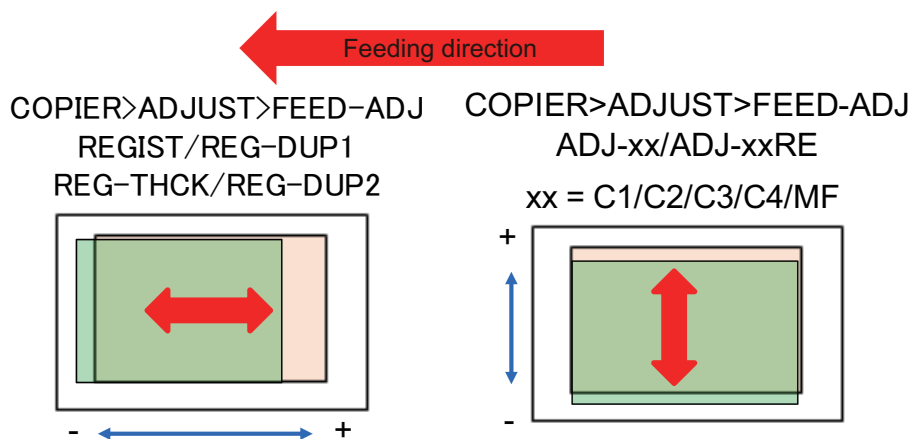 Feeding direction
COPIER>ADJUST>FEED-ADJ
REGIST/REG-DUP1
REG-THCK/REG-DUP2
- +
COPIER>ADJUST>FEED-ADJ
ADJ-xx/ADJ-xxRE
xx = C1/C2/C3/C4/MF
+
-